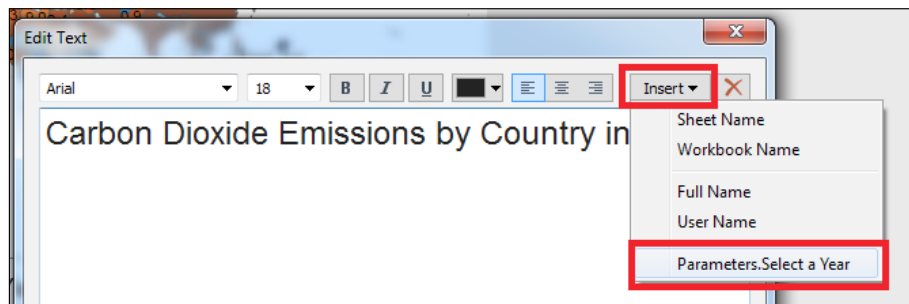 Edit Text
Arial 18 B I U Insert
Carbon Dioxide Emissions by Country in
Sheet Name
Workbook Name
Full Name
User Name
Parameters.Select a Year